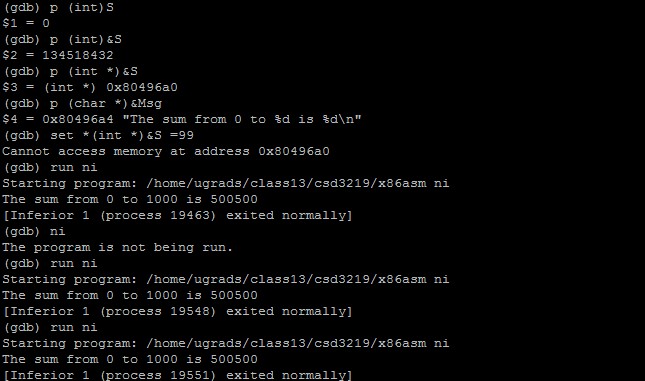 (gdb) p (int)S
$1 = 0
(gdb) p (int)&S
$2 = 134518432
(gdb) p (int *)&S
$3 = (int *) 0x80496a0
(gdb) p (char *)&Msg
$4 = 0x80496a4 "The sum from 0 to %d is %d\n"
(gdb) set *(int *)&S =99
Cannot access memory at address 0x80496a0
(gdb) run ni
Starting program: /home/ugrads/class13/csd3219/x86asm ni
The sum from 0 to 1000 is 500500
[Inferior 1 (process 19463) exited normally]
(gdb) ni
The program is not being run.
(gdb) run ni
Starting program: /home/ugrads/class13/csd3219/x86asm ni
The sum from 0 to 1000 is 500500
[Inferior 1 (process 19548) exited normally]
(gdb) run ni
Starting program: /home/ugrads/class13/csd3219/x86asm ni
The sum from 0 to 1000 is 500500
[Inferior 1 (process 19551) exited normally]